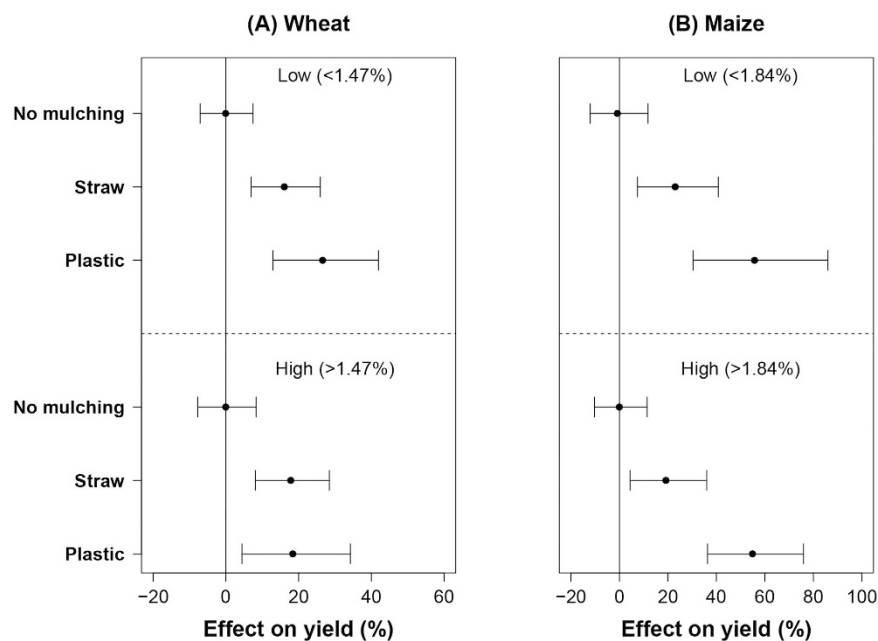 (A) Wheat
(B) Maize
Low (<1.47%)
Low (<1.84%)
No mulching
Straw
Plastic
High (>1.47%)
High (>1.84%)
No mulching
Straw
Plastic
−20 0 20 40 60
−20 0 20 40 60 80 100
Effect on yield (%)
Effect on yield (%)